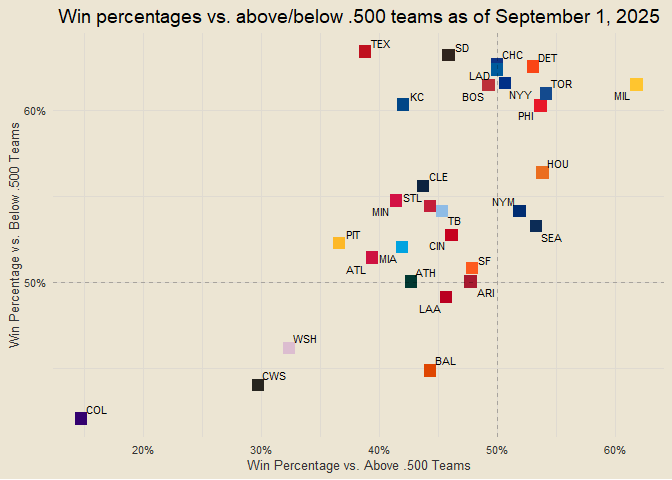 Win percentages vs. above/below .500 teams as of September 1, 2025
TEX
SD
CHC
DET
LAD
TOR
BOS
NYY
MIL
KC
PHI
60%
HOU
CLE
STL
NYM
MIN
TB
SEA
PIT
CIN
MIA
SF
ATL
ATH
50%
ARI
LAA
WSH
BAL
CWS
COL
Win Percentage vs. Below .500 Teams
20%
30%
40%
50%
60%
Win Percentage vs. Above .500 Teams